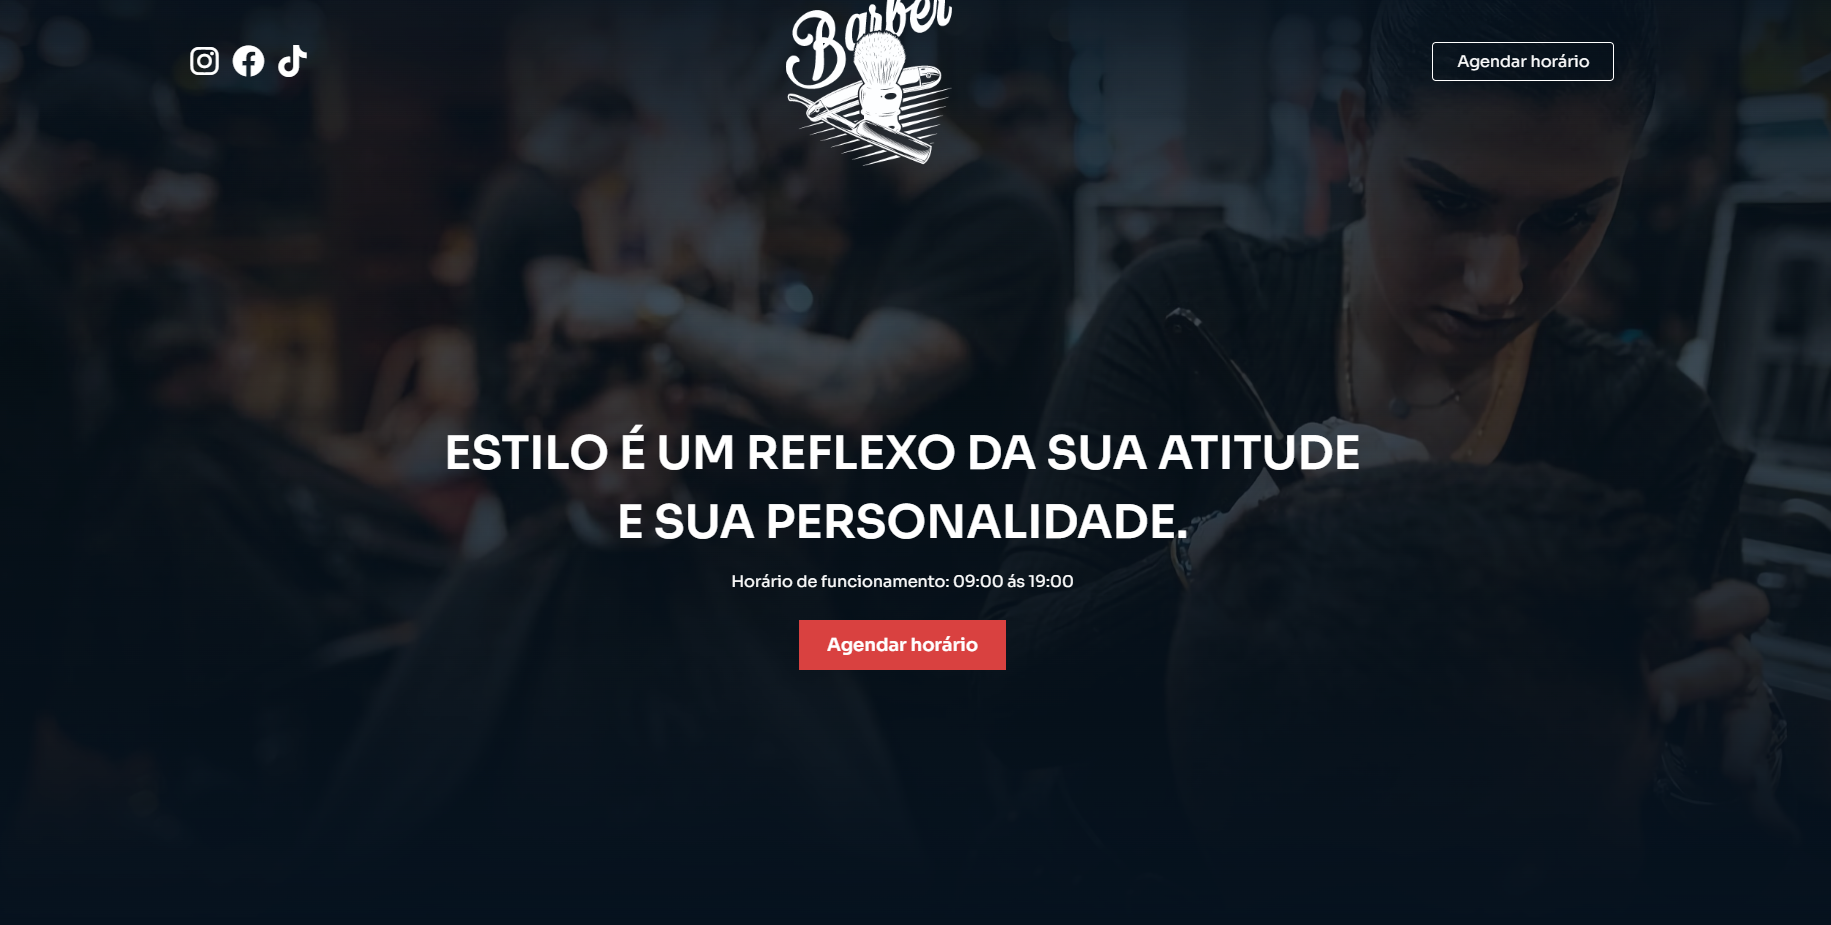 Barber
Agendar horário
ESTILO É UM REFLEXO DA SUA ATITUDE
E SUA PERSONALIDADE.
Horário de funcionamento: 09:00 ás 19:00
Agendar horário